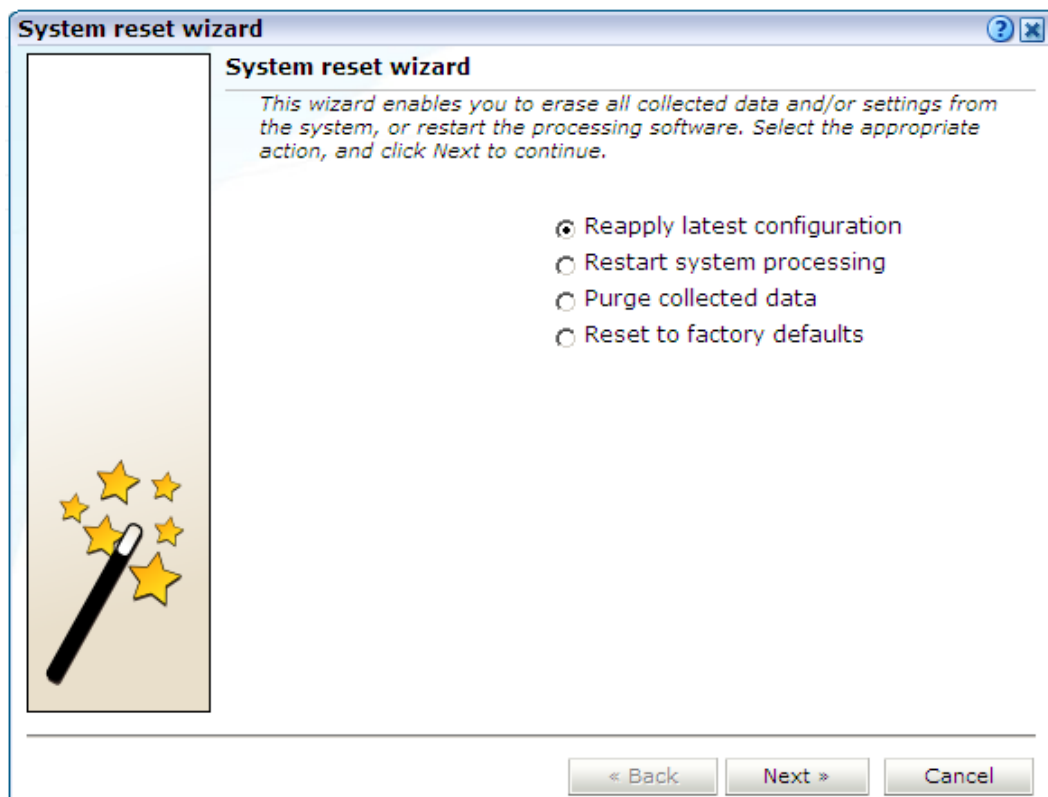 System reset wizard
System reset wizard
This wizard enables you to erase all collected data and/or settings from
the system, or restart the processing software. Select the appropriate
action, and click Next to continue.
Reapply latest configuration
Restart system processing
Purge collected data
Reset to factory defaults
« Back Next » Cancel